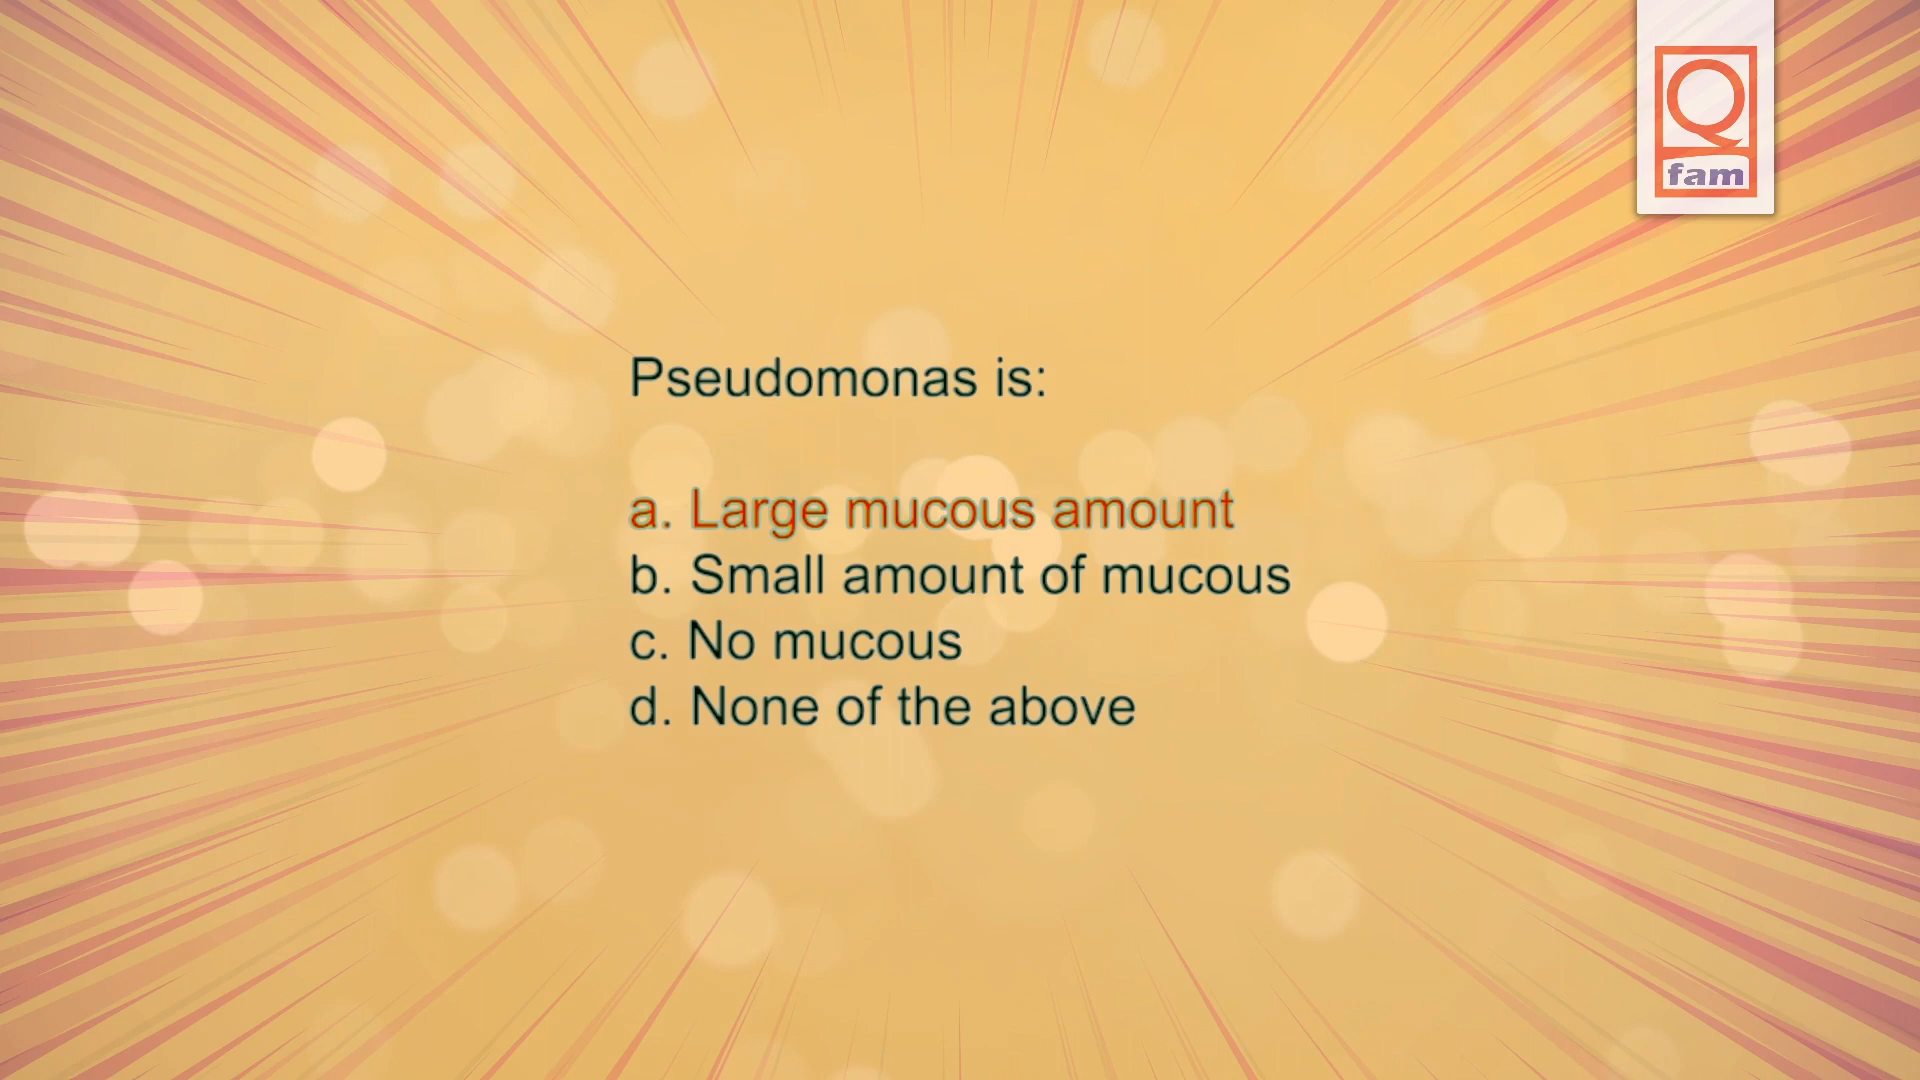 Q
fam
Pseudomonas is:
a. Large mucous amount
b. Small amount of mucous
c. No mucous
d. None of the above